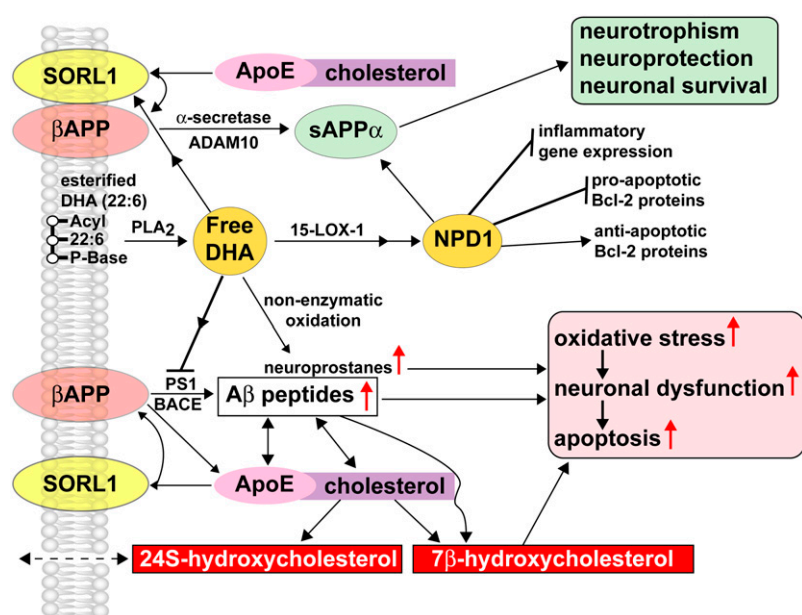 neurotrophism
neuroprotection
neuronal survival
SORL1
ApoE
cholesterol
βAPP
α-secretase
ADAM10
sAPPα
inflammatory
gene expression
esterified
DHA (22:6)
Acyl
22:6
P-Base
PLA2
Free
DHA
15-LOX-1
NPD1
pro-apoptotic
Bcl-2 proteins
anti-apoptotic
Bcl-2 proteins
non-enzymatic
oxidation
neuroprostanes
oxidative stress
neuronal dysfunction
apoptosis
βAPP
PS1
BACE
Aβ peptides
SORL1
ApoE
cholesterol
24S-hydroxycholesterol
7β-hydroxycholesterol